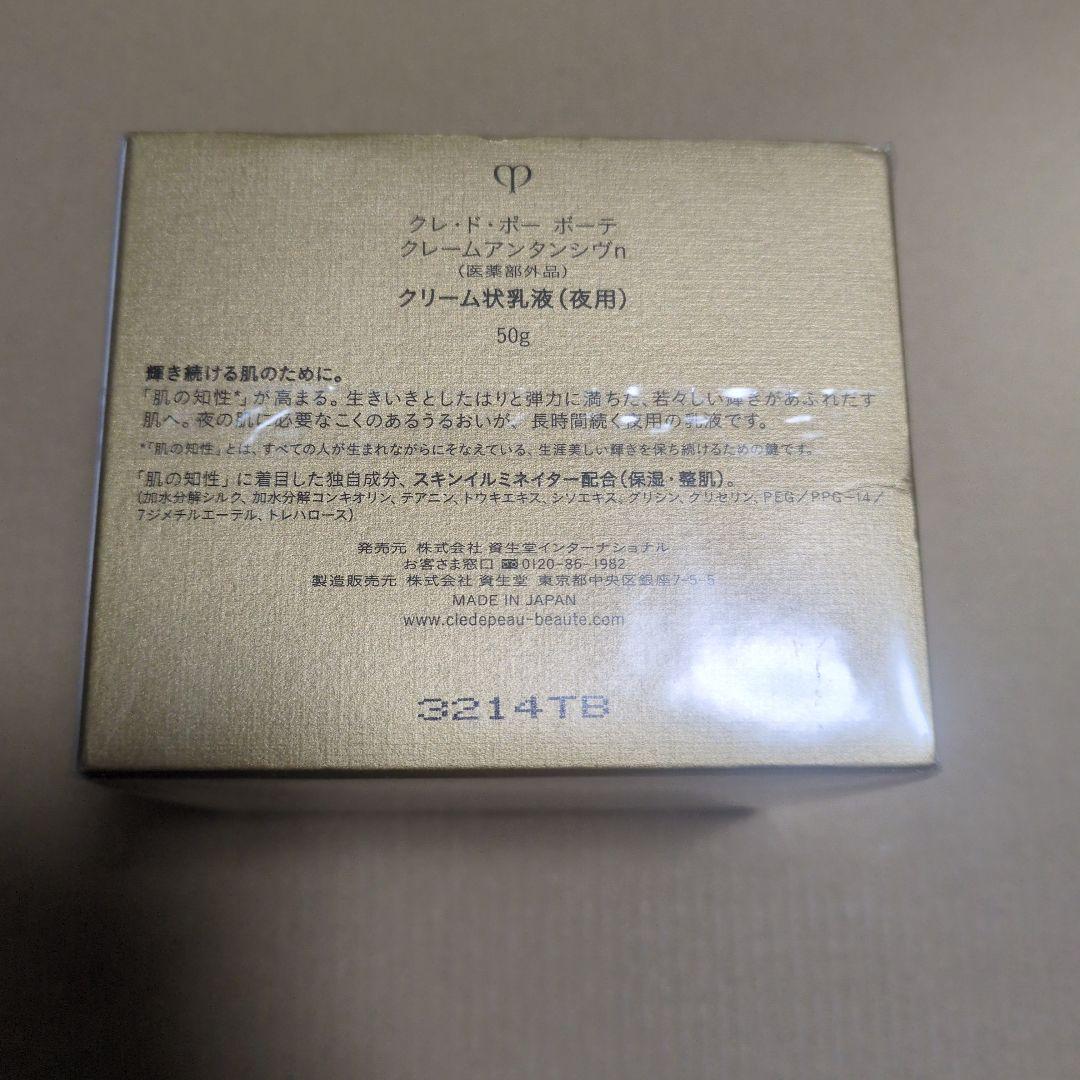 クレ・ド・ポー ボーテ
クレームアンタンシヴn
(医薬部外品)
クリーム状乳液(夜用)
50g
輝き続ける肌のために。
「肌の知性*」が高まる。生きいきとしたはりと弾力に満ちた、若々しい輝きがあふれだす
肌へ。夜の肌に必要なこくのあるうるおいが、長時間続く夜用の乳液です。
*「肌の知性」とは、すべての人が生まれながらにそなえている、生涯美しい輝きを保ち続けるための鍵です。
「肌の知性」に着目した独自成分、スキンイルミネイター配合(保湿・整肌)。
(加水分解シルク、加水分解コンキオリン、テアニン、トウキエキス、シソエキス、グリシン、グリセリン、PEG/PPG-14/
7ジメチルエーテル、トレハロース)
発売元 株式会社 資生堂インターナショナル
お客さま窓口 0120-86-1982
製造販売元 株式会社 資生堂 東京都中央区銀座7-5-5
MADE IN JAPAN
www.cledepeau-beaute.com
3214TB